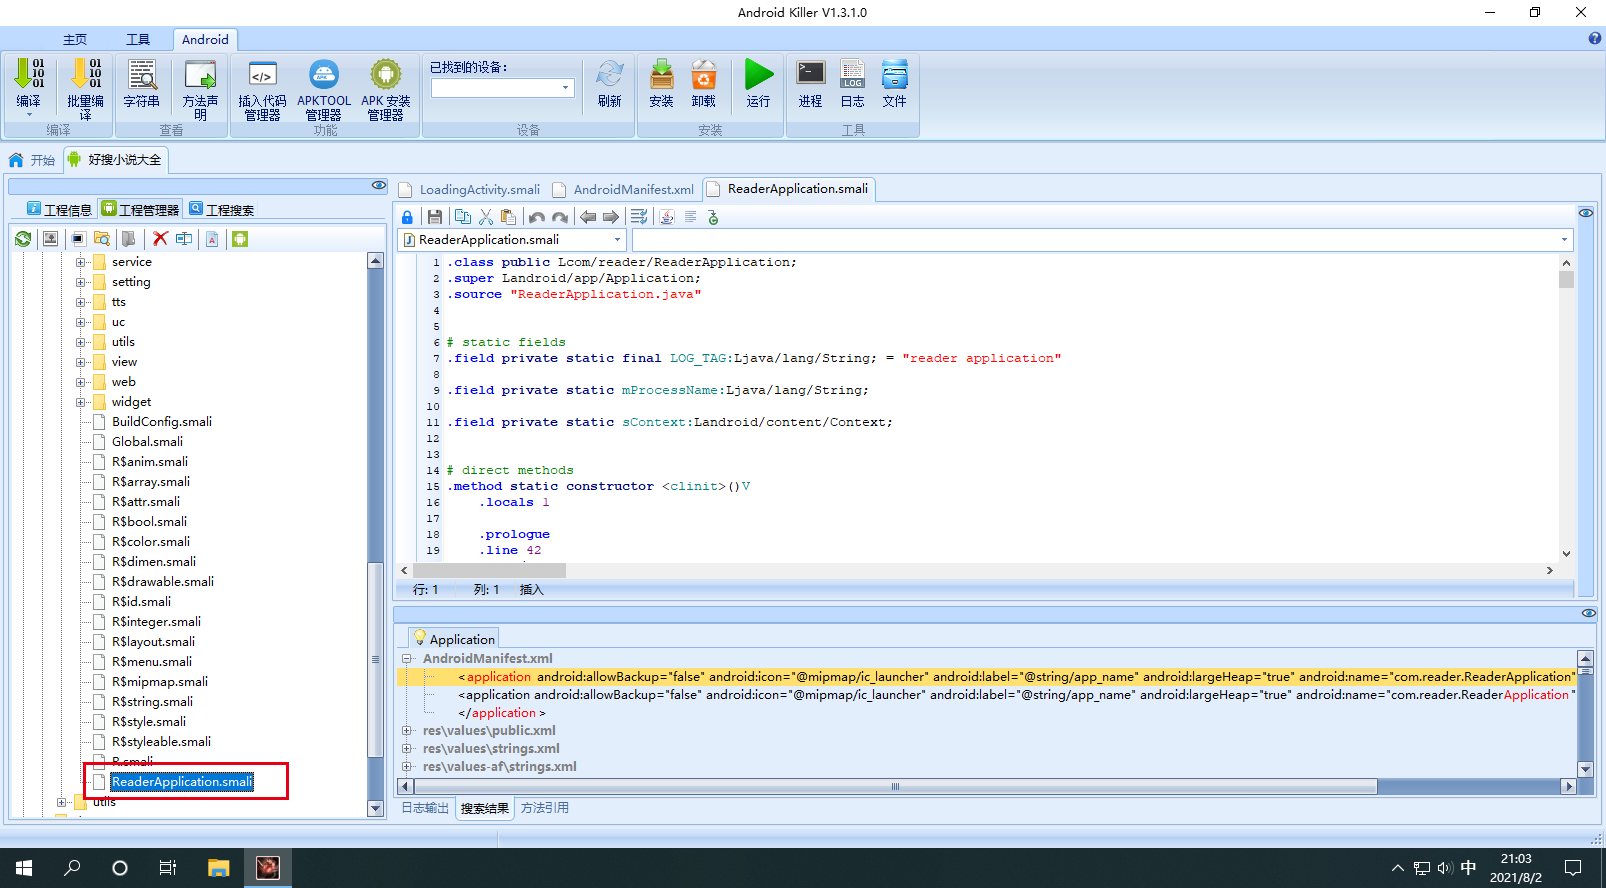 Android Killer V1.3.1.0
主页 工具 Android
编译 批量编译 字符串 方法声明 插入代码管理器 APKTOOL管理器 APK 安装管理器 已找到的设备: 刷新 安装 卸载 运行 进程 日志 文件
编译 查看 功能 设备 安装 工具
开始 好搜小说大全
工程信息 工程管理器 工程搜索
service
setting
tts
uc
utils
view
web
widget
BuildConfig.smali
Global.smali
R$anim.smali
R$array.smali
R$attr.smali
R$bool.smali
R$color.smali
R$dimen.smali
R$drawable.smali
R$id.smali
R$integer.smali
R$layout.smali
R$menu.smali
R$mipmap.smali
R$string.smali
R$style.smali
R$styleable.smali
R.smali
ReaderApplication.smali
utils
LoadingActivity.smali AndroidManifest.xml ReaderApplication.smali
ReaderApplication.smali
1 .class public Lcom/reader/ReaderApplication;
2 .super Landroid/app/Application;
3 .source "ReaderApplication.java"
4
5
6 # static fields
7 .field private static final LOG_TAG:Ljava/lang/String; = "reader application"
8
9 .field private static mProcessName:Ljava/lang/String;
10
11 .field private static sContext:Landroid/content/Context;
12
13
14 # direct methods
15 .method static constructor <clinit>()V
16 .locals 1
17
18 .prologue
19 .line 42
行: 1 列: 1 插入
Application
AndroidManifest.xml
<application android:allowBackup="false" android:icon="@mipmap/ic_launcher" android:label="@string/app_name" android:largeHeap="true" android:name="com.reader.ReaderApplication"
<application android:allowBackup="false" android:icon="@mipmap/ic_launcher" android:label="@string/app_name" android:largeHeap="true" android:name="com.reader.ReaderApplication"
</application>
res\values\public.xml
res\values\strings.xml
res\values-af\strings.xml
日志输出 搜索结果 方法引用
中 21:03
2021/8/2